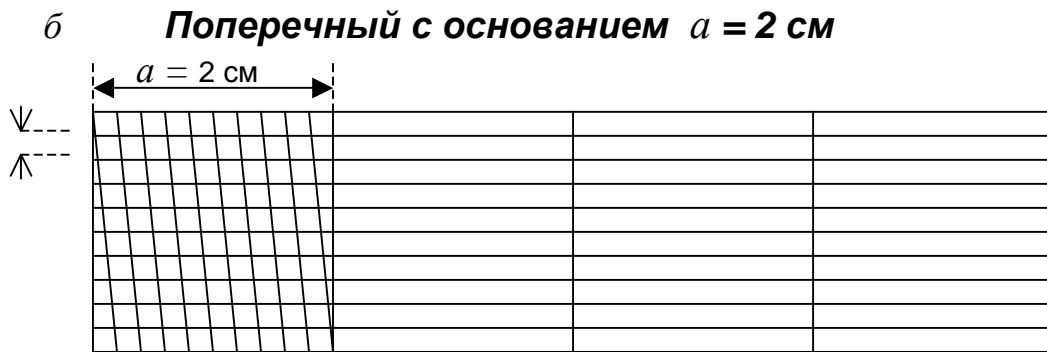 б Поперечный с основанием a = 2 см
a = 2 см